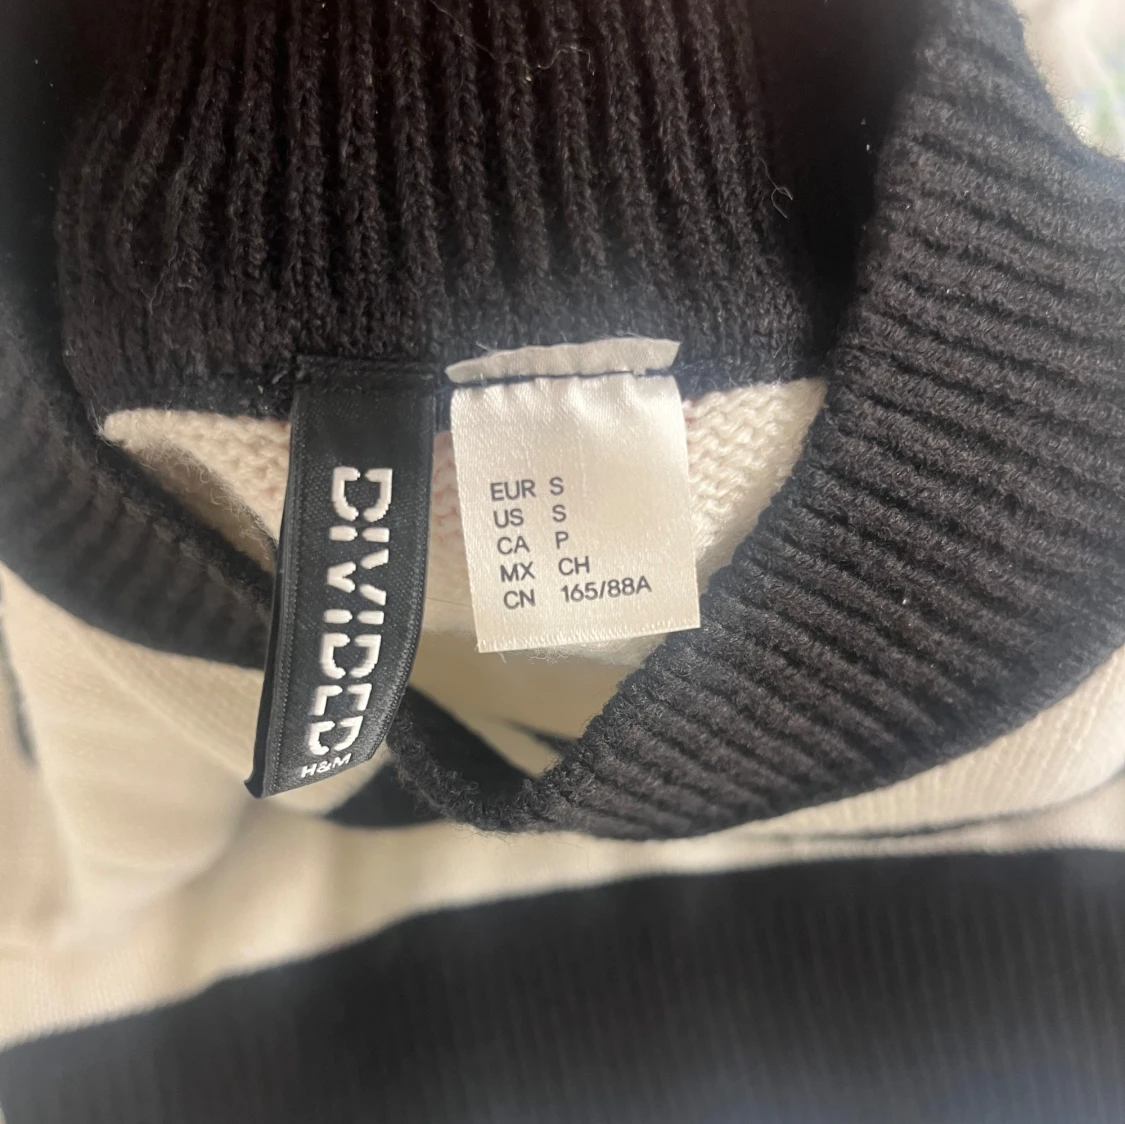 DIVIDED
H&M
EUR S
US S
CA P
MX CH
CN 165/88A